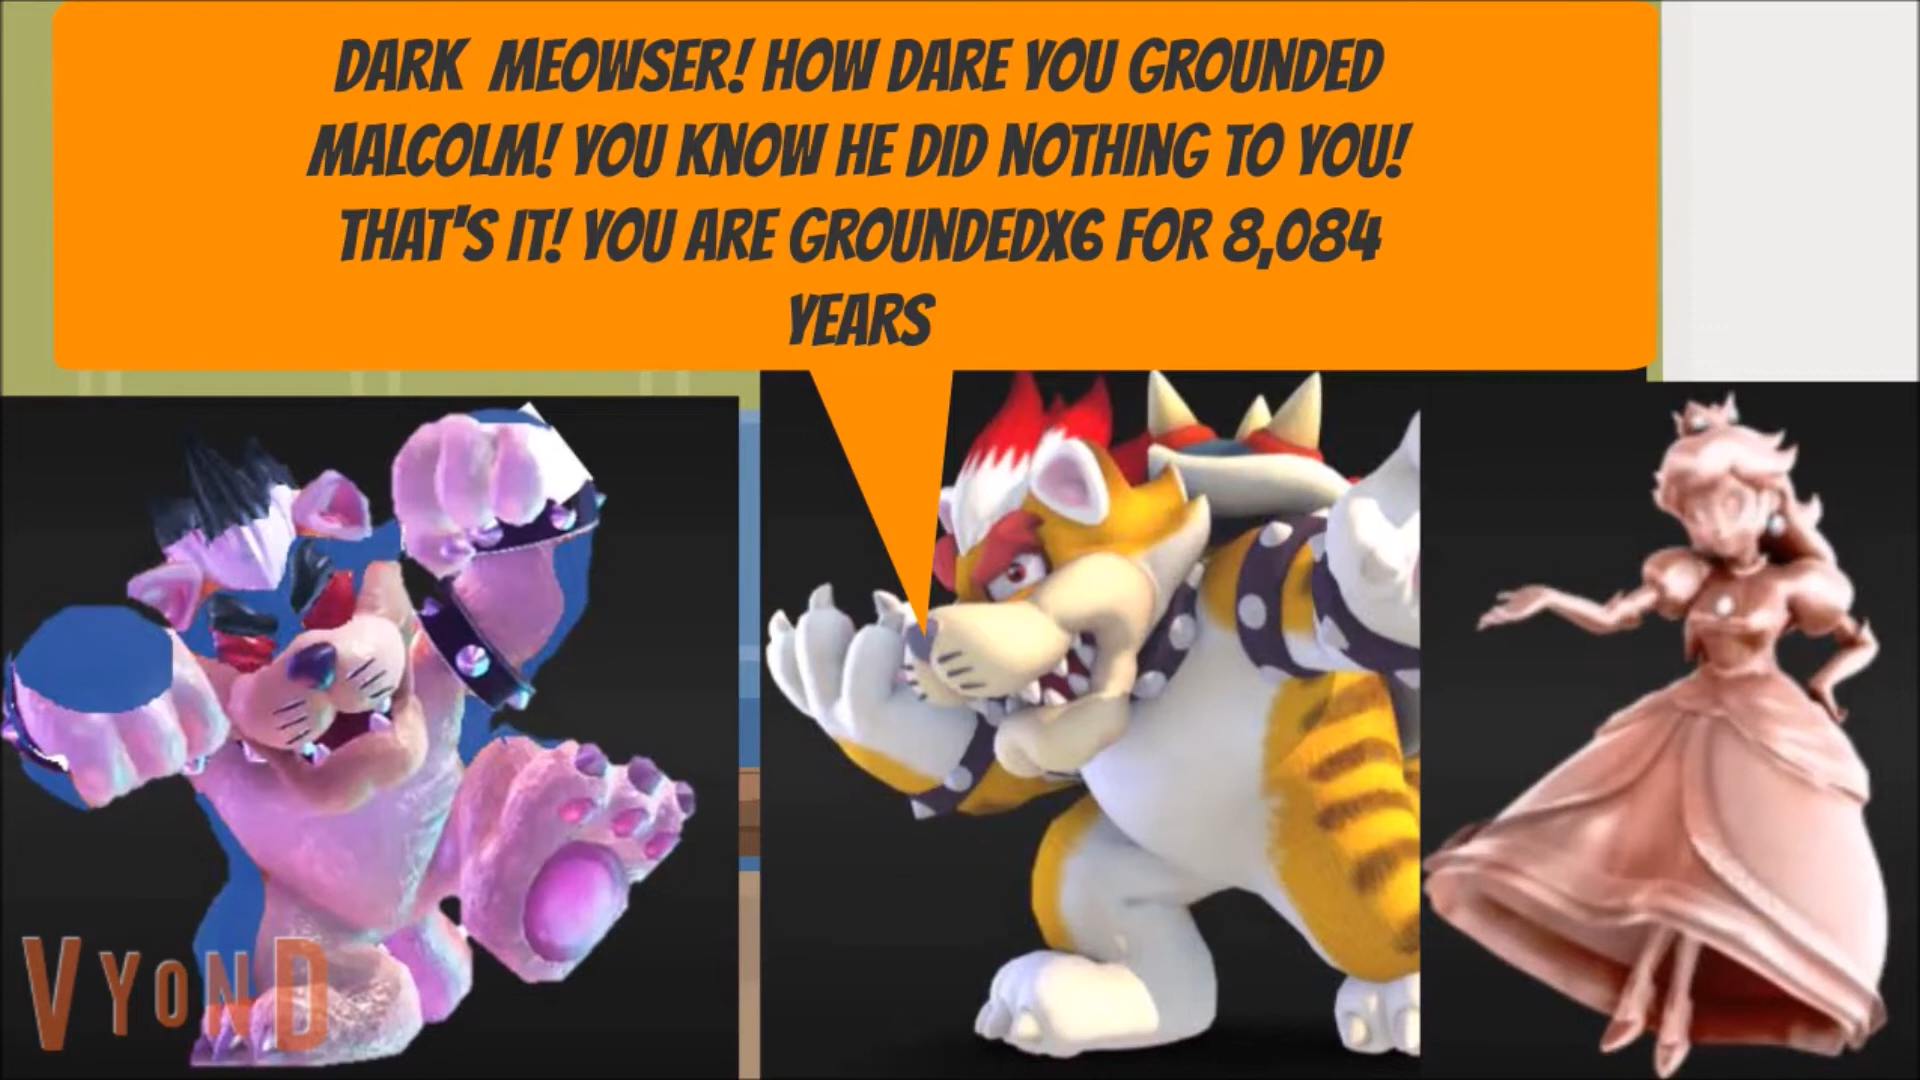 DARK MEOWSER! HOW DARE YOU GROUNDED
MALCOLM! YOU KNOW HE DID NOTHING TO YOU!
THAT'S IT! YOU ARE GROUNDEDX6 FOR 8,084
YEARS
VYOND